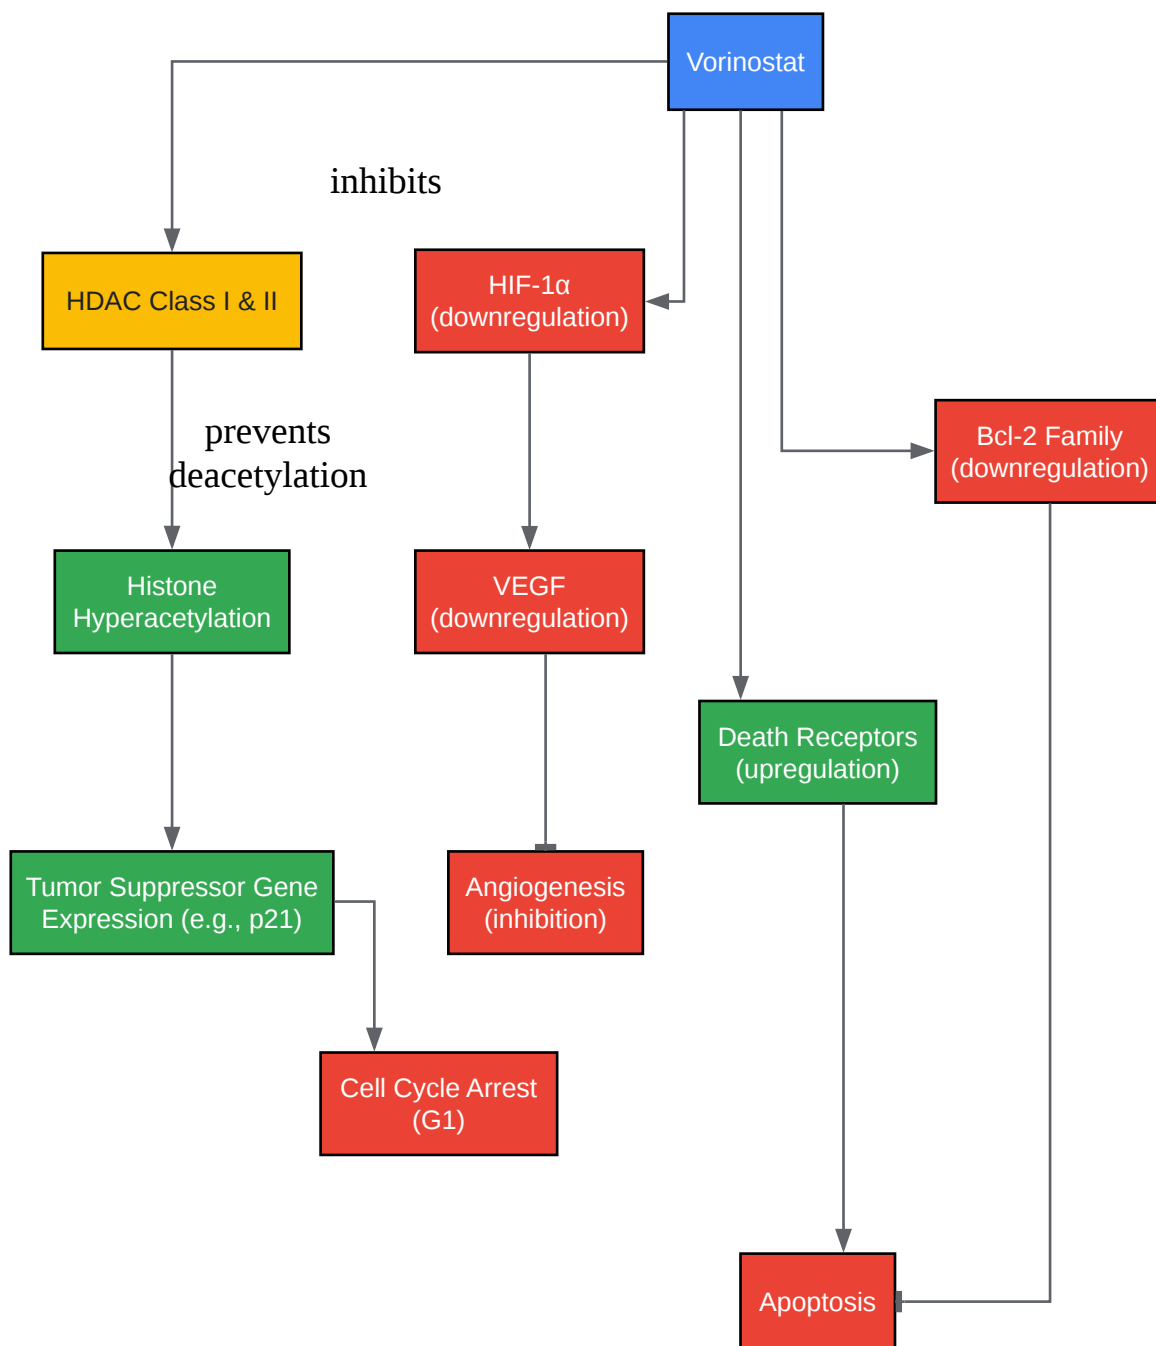 Vorinostat
inhibits
HDAC Class I & II
HIF-1α
(downregulation)
prevents
deacetylation
Bcl-2 Family
(downregulation)
Histone
Hyperacetylation
VEGF
(downregulation)
Death Receptors
(upregulation)
Tumor Suppressor Gene
Expression (e.g., p21)
Angiogenesis
(inhibition)
Cell Cycle Arrest
(G1)
Apoptosis